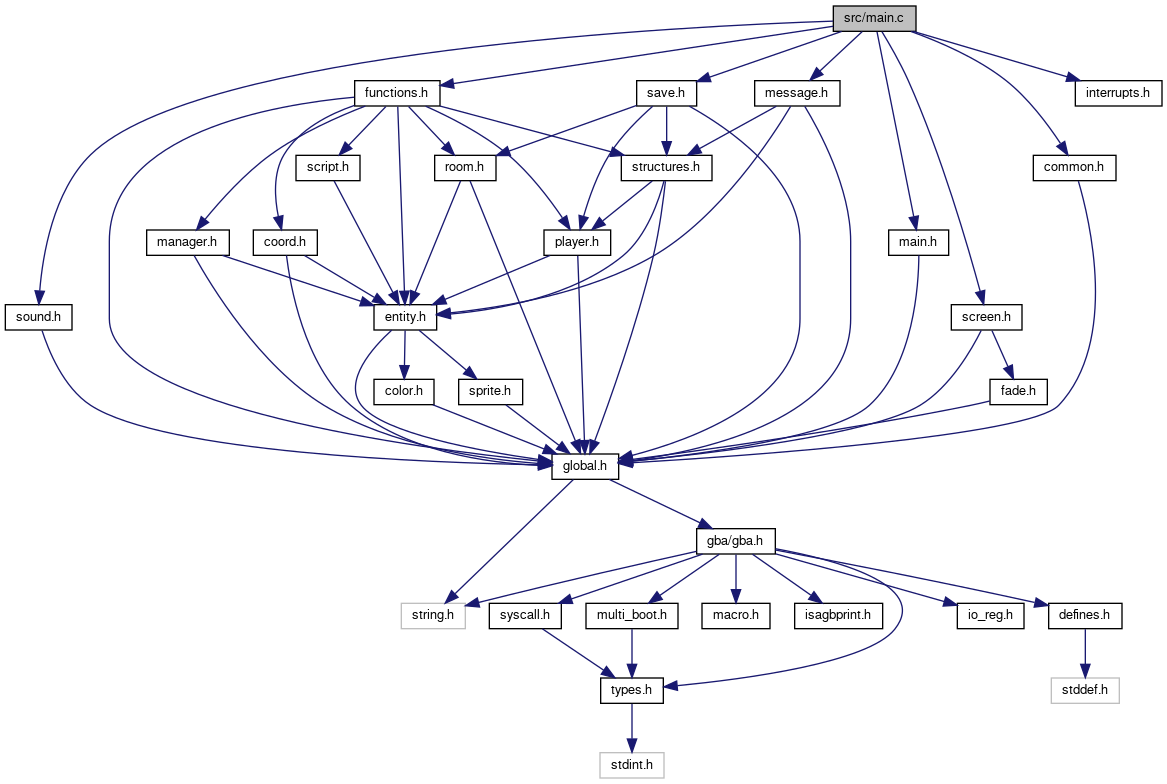 src/main.c
functions.h
save.h
message.h
interrupts.h
script.h
room.h
structures.h
common.h
manager.h
coord.h
player.h
main.h
sound.h
entity.h
screen.h
color.h
sprite.h
fade.h
global.h
gba/gba.h
string.h
syscall.h
multi_boot.h
macro.h
isagbprint.h
io_reg.h
defines.h
types.h
stddef.h
stdint.h